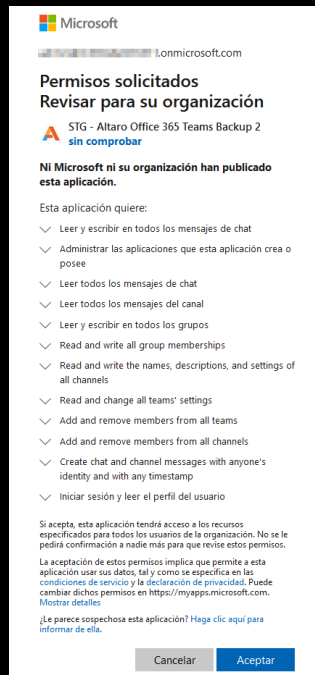 Microsoft
.onmicrosoft.com
Permisos solicitados
Revisar para su organización
STG - Altaro Office 365 Teams Backup 2
sin comprobar
Ni Microsoft ni su organización han publicado
esta aplicación.
Esta aplicación quiere:
Leer y escribir en todos los mensajes de chat
Administrar las aplicaciones que esta aplicación crea o
posee
Leer todos los mensajes de chat
Leer todos los mensajes del canal
Leer y escribir en todos los grupos
Read and write all group memberships
Read and write the names, descriptions, and settings of
all channels
Read and change all teams' settings
Add and remove members from all teams
Add and remove members from all channels
Create chat and channel messages with anyone's
identity and with any timestamp
Iniciar sesión y leer el perfil del usuario
Si acepta, esta aplicación tendrá acceso a los recursos
especificados para todos los usuarios de la organización. No se le
pedirá confirmación a nadie más para que revise estos permisos.
La aceptación de estos permisos implica que permite a esta
aplicación usar sus datos, tal y como se especifica en las
condiciones de servicio y la declaración de privacidad. Puede
cambiar dichos permisos en https://myapps.microsoft.com.
Mostrar detalles
¿Le parece sospechosa esta aplicación? Haga clic aquí para
informar de ella.
Cancelar
Aceptar